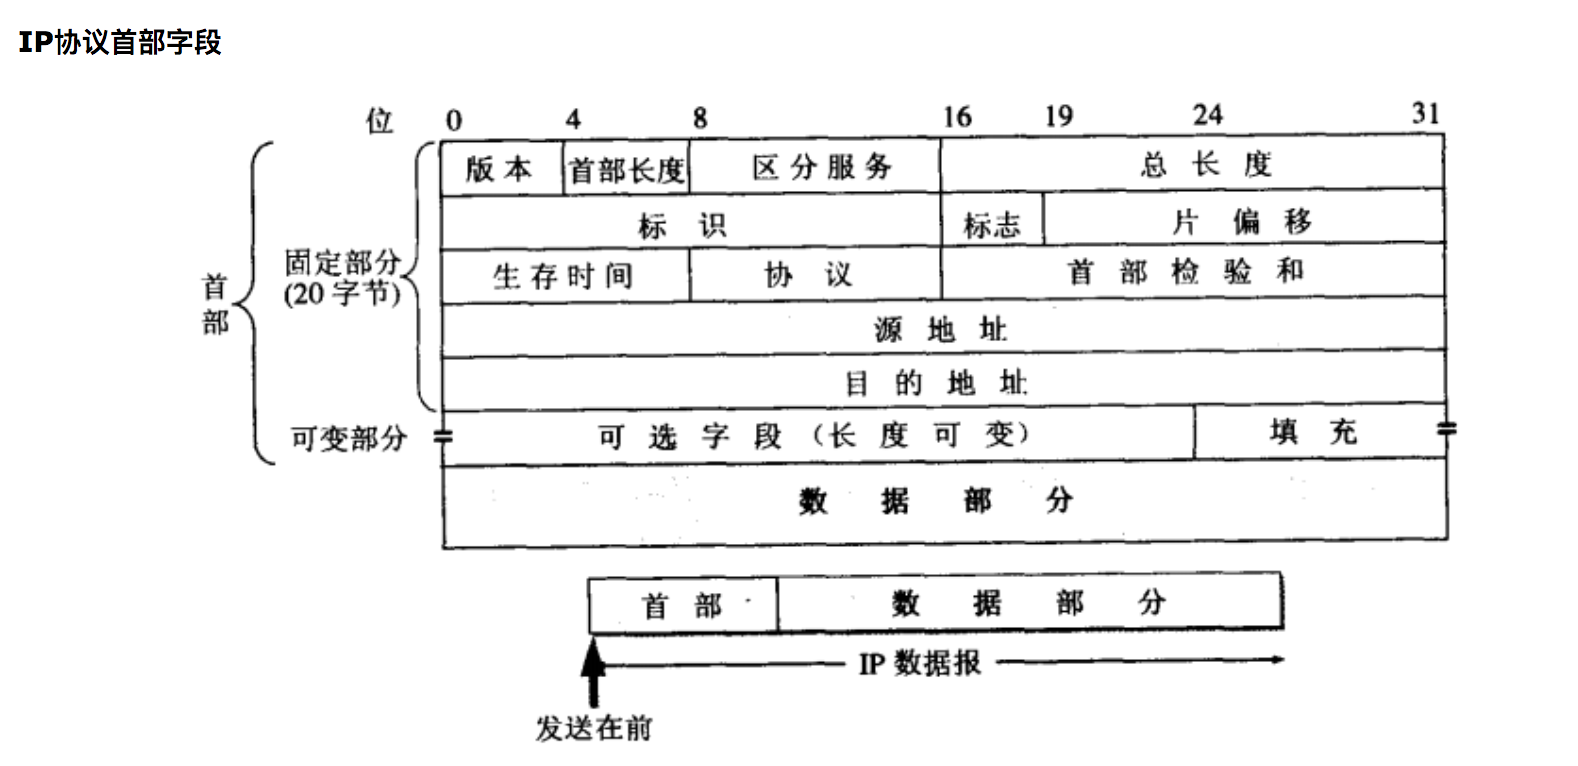 IP协议首部字段
位 0 4 8 16 19 24 31
版本 首部长度 区分服务 总长度
标识 标志 片偏移
首部
固定部分
(20 字节)
生存时间 协议 首部检验和
源地址
目的地址
可变部分 可选字段（长度可变） 填充
数据部分
首部 数据部分
IP 数据报
发送在前